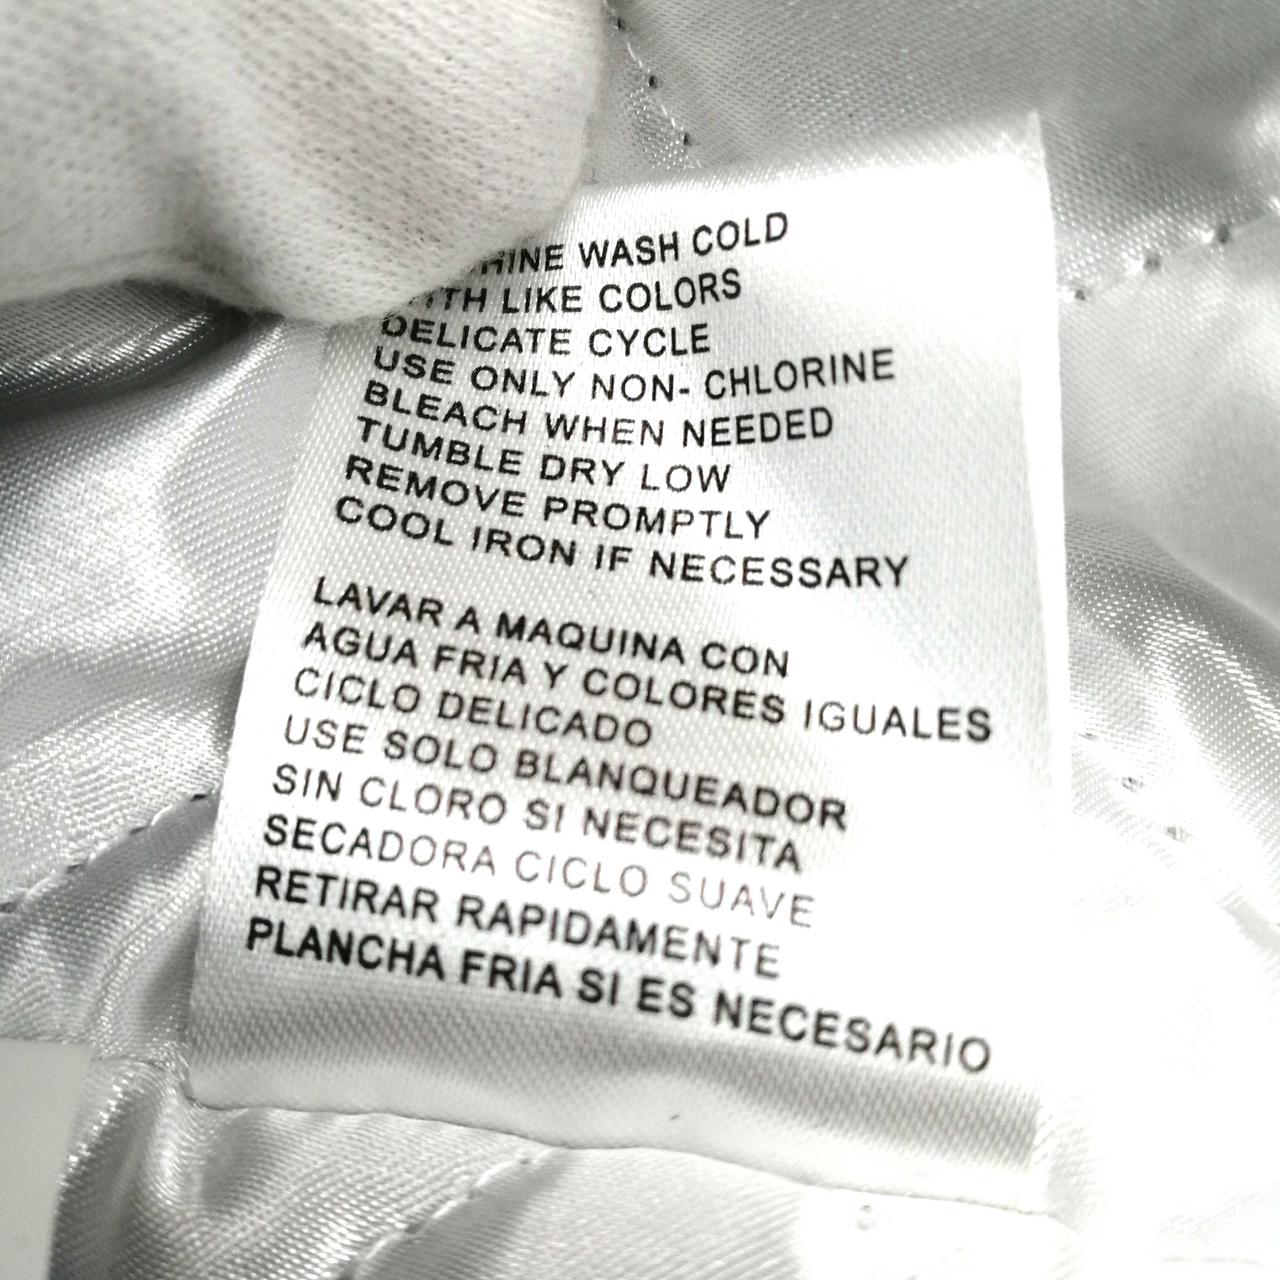 HINE WASH COLD
TH LIKE COLORS
DELICATE CYCLE
USE ONLY NON- CHLORINE
BLEACH WHEN NEEDED
TUMBLE DRY LOW
REMOVE PROMPTLY
COOL IRON IF NECESSARY
LAVAR A MAQUINA CON
AGUA FRIA Y COLORES IGUALES
CICLO DELICADO
USE SOLO BLANQUEADOR
SIN CLORO SI NECESITA
SECADORA CICLO SUAVE
RETIRAR RAPIDAMENTE
PLANCHA FRIA SI ES NECESARIO